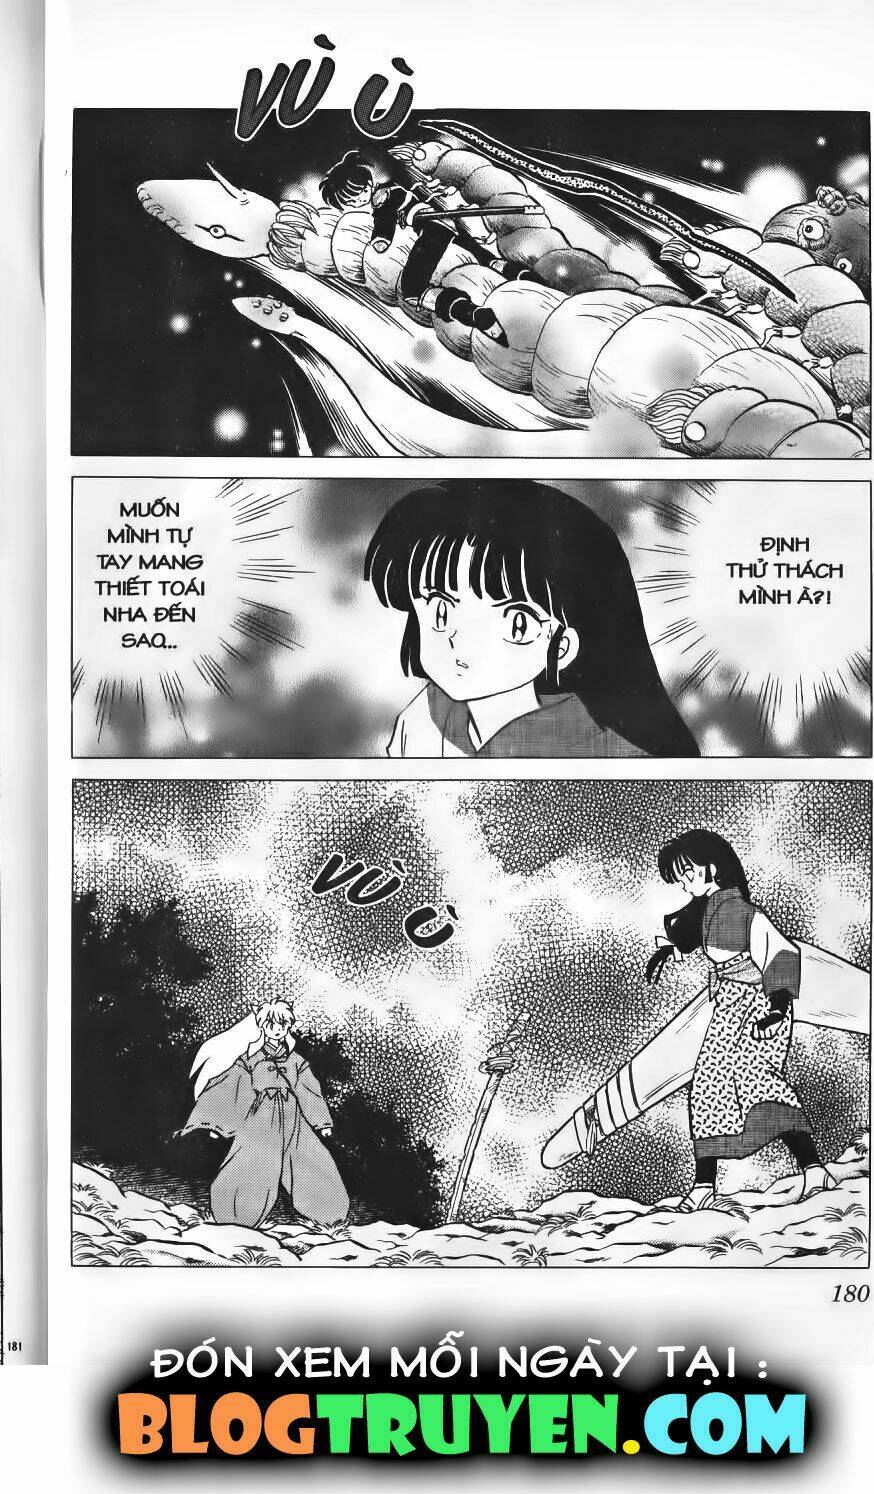 VÙ Ù
ĐỊNH
THỬ THÁCH
MÌNH À?!
MUỐN
MÌNH TỰ
TAY MANG
THIẾT TOÁI
NHA ĐẾN
SAO...
VÙ Ù
180
181
ĐÓN XEM MỖI NGÀY TẠI :
BLOGTRUYEN.COM